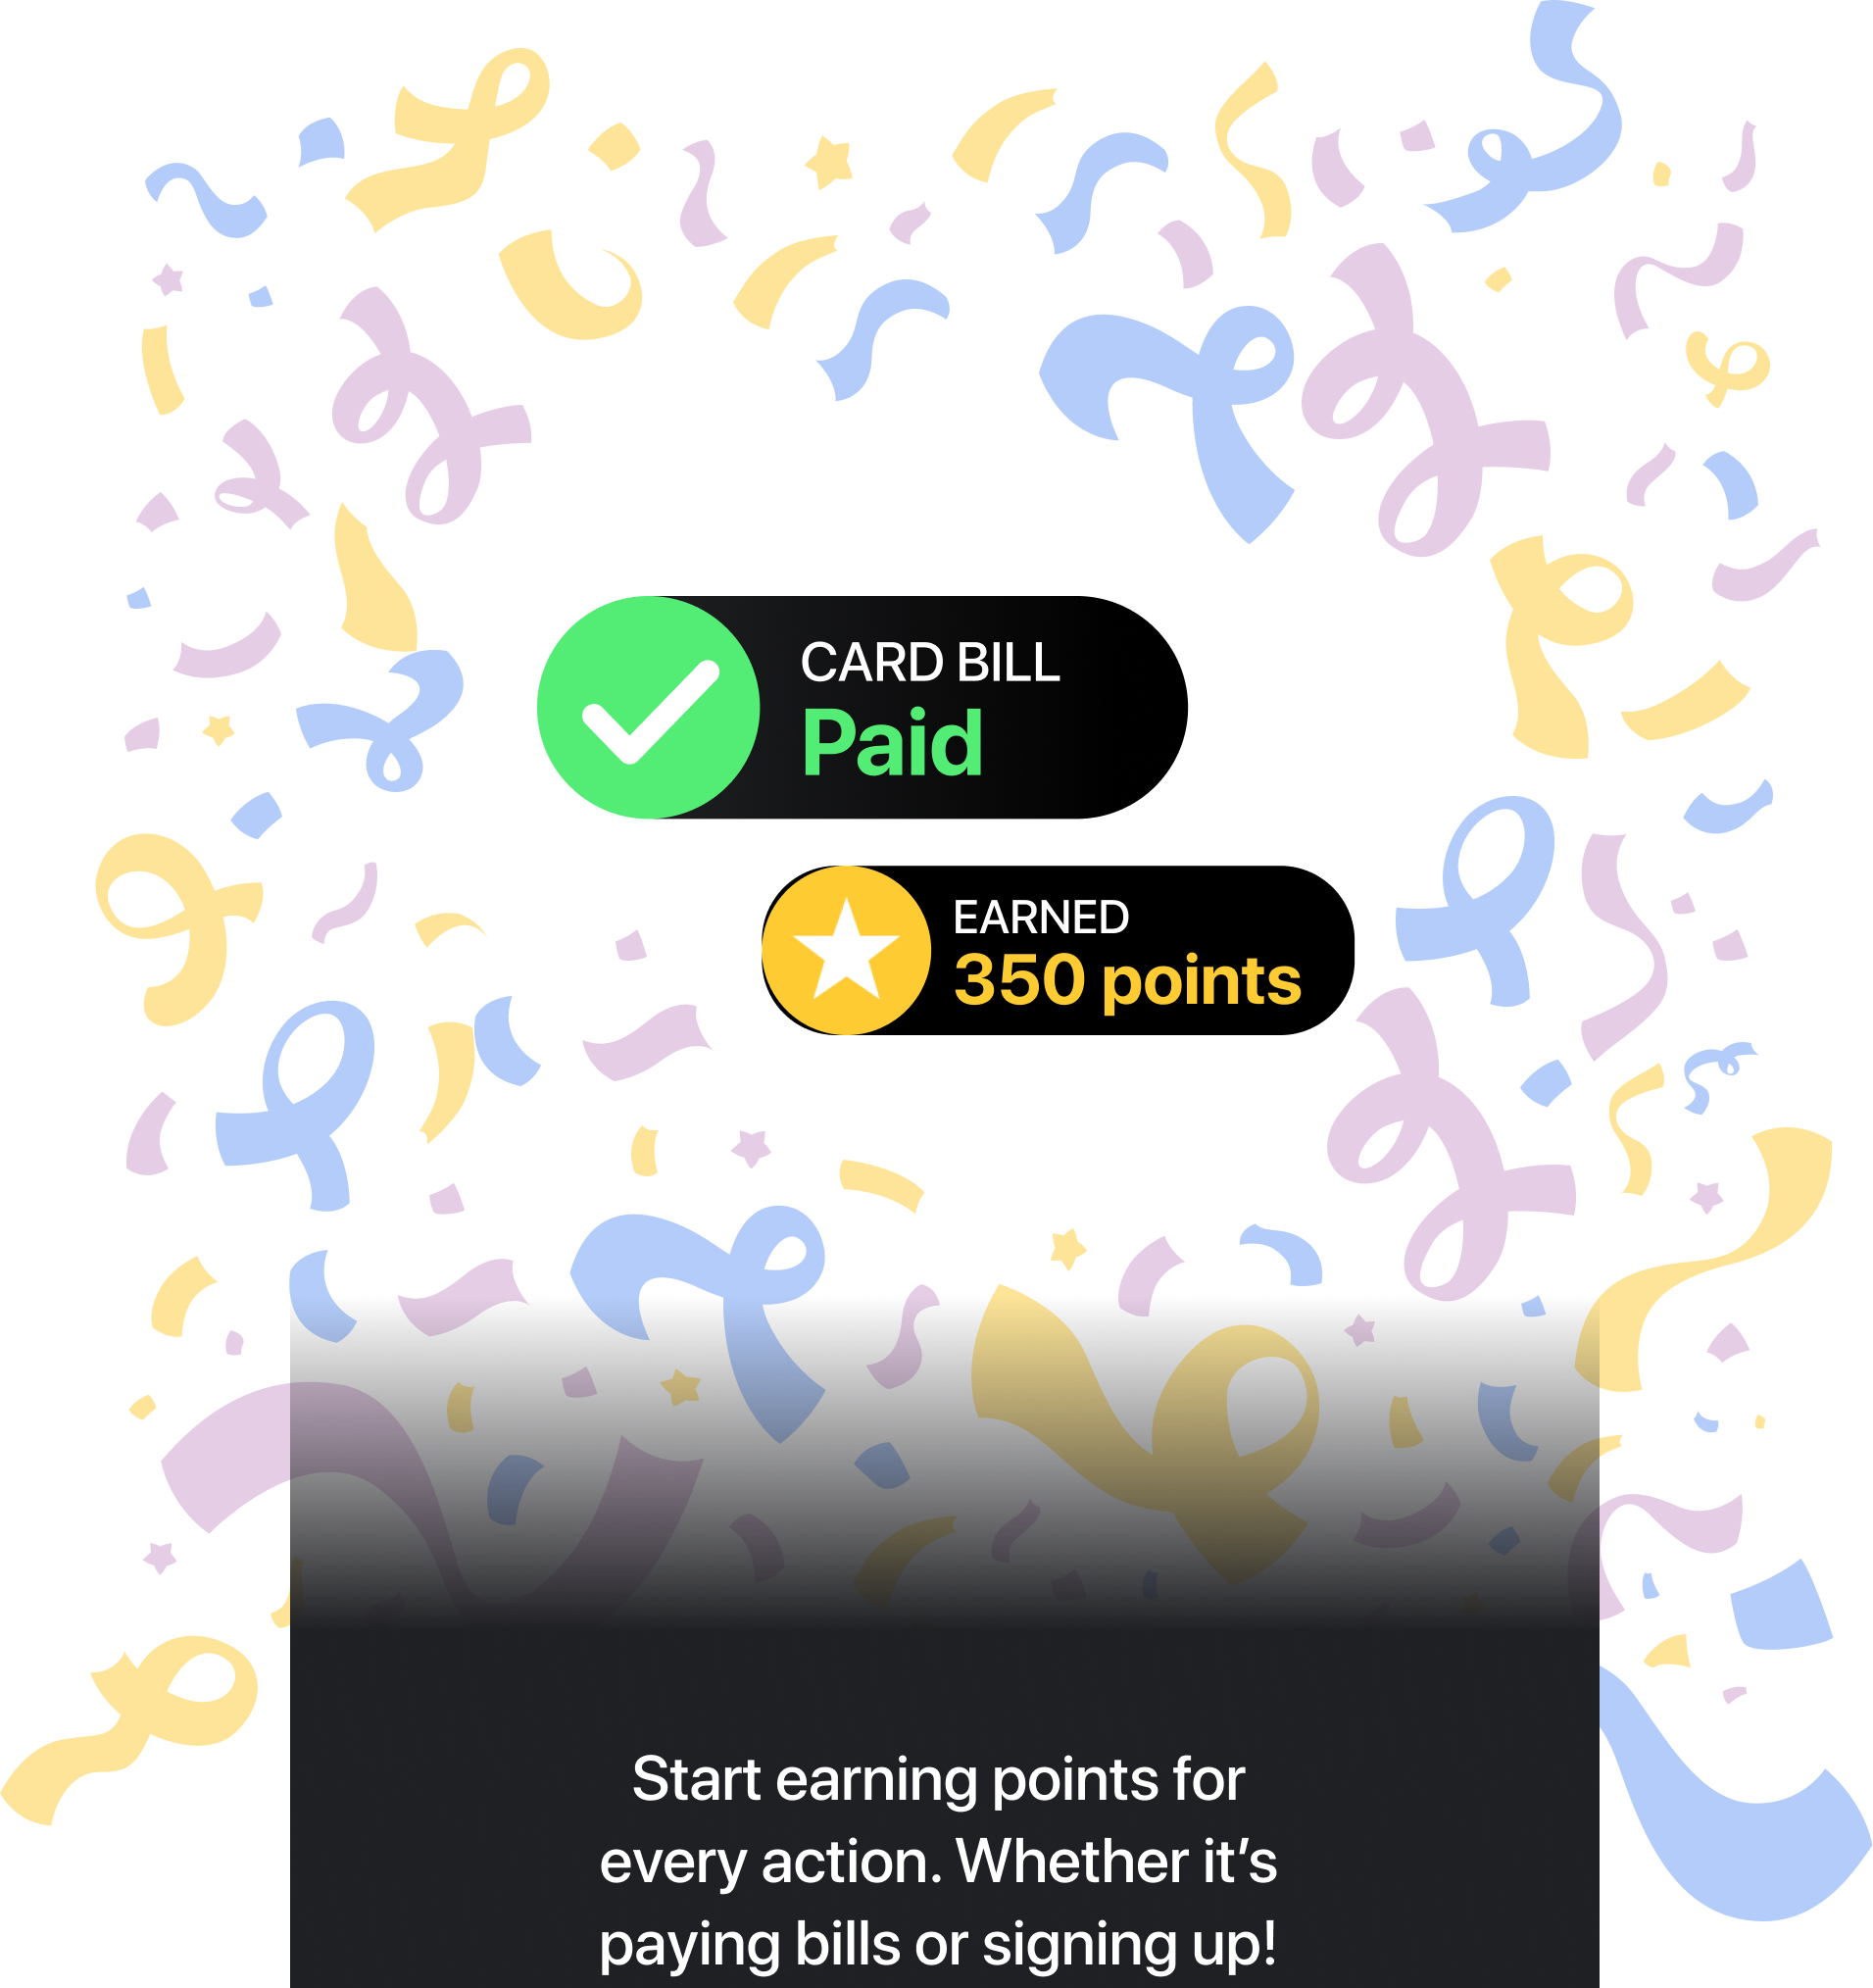 CARD BILL
Paid
EARNED
350 points
Start earning points for
every action. Whether it’s
paying bills or signing up!